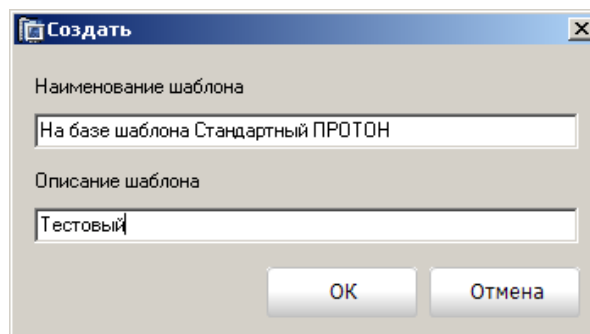 Создать
Наименование шаблона
На базе шаблона Стандартный ПРОТОН
Описание шаблона
Тестовый
ОК Отмена